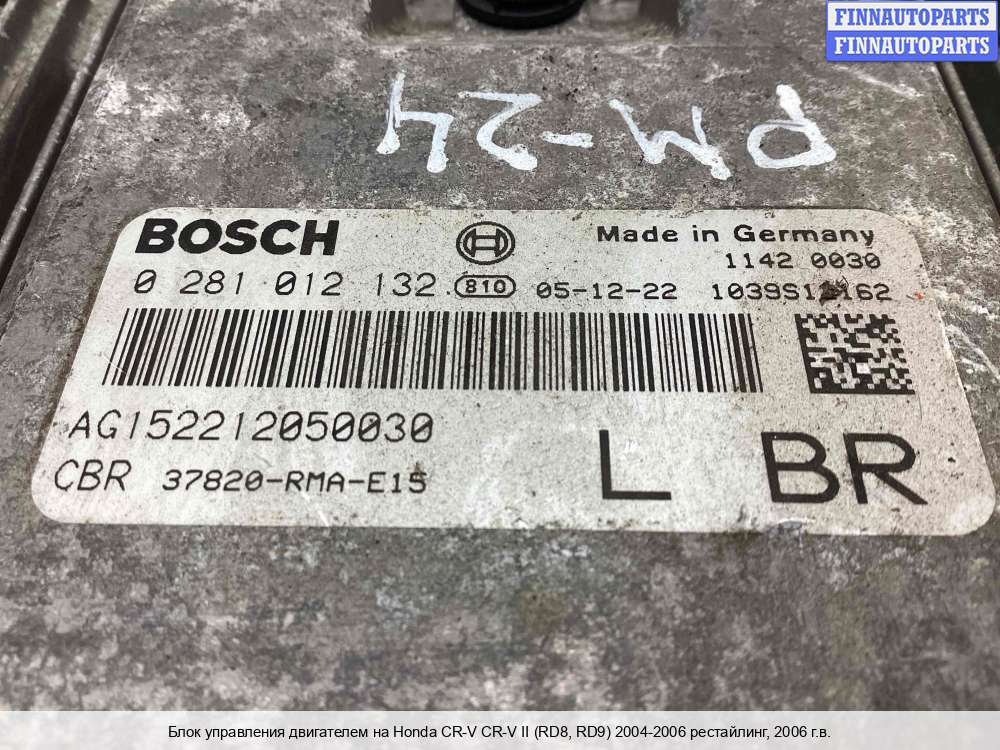 FINNAUTOPARTS
FINNAUTOPARTS
PM-24
BOSCH
Made in Germany
1142 0030
0 281 012 132 810 05-12-22
AG152212050030
CBR 37820-RMA-E15
L BR
Блок управления двигателем на Honda CR-V CR-V II (RD8, RD9) 2004-2006 рестайлинг, 2006 г.в.